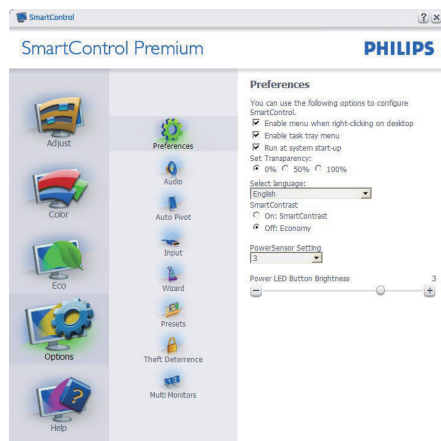 SmartControl
SmartControl Premium
PHILIPS
Adjust
Color
Eco
Options
Help
Preferences
Audio
Auto Pivot
Input
Wizard
Presets
Theft Deterrence
Multi Monitors
Preferences
You can use the following options to configure
SmartControl.
Enable menu when right-clicking on desktop
Enable task tray menu
Run at system start-up
Set Transparency:
0% 50% 100%
Select language:
English
SmartContrast
On: SmartContrast
Off: Economy
PowerSensor Setting
3
Power LED Button Brightness 3